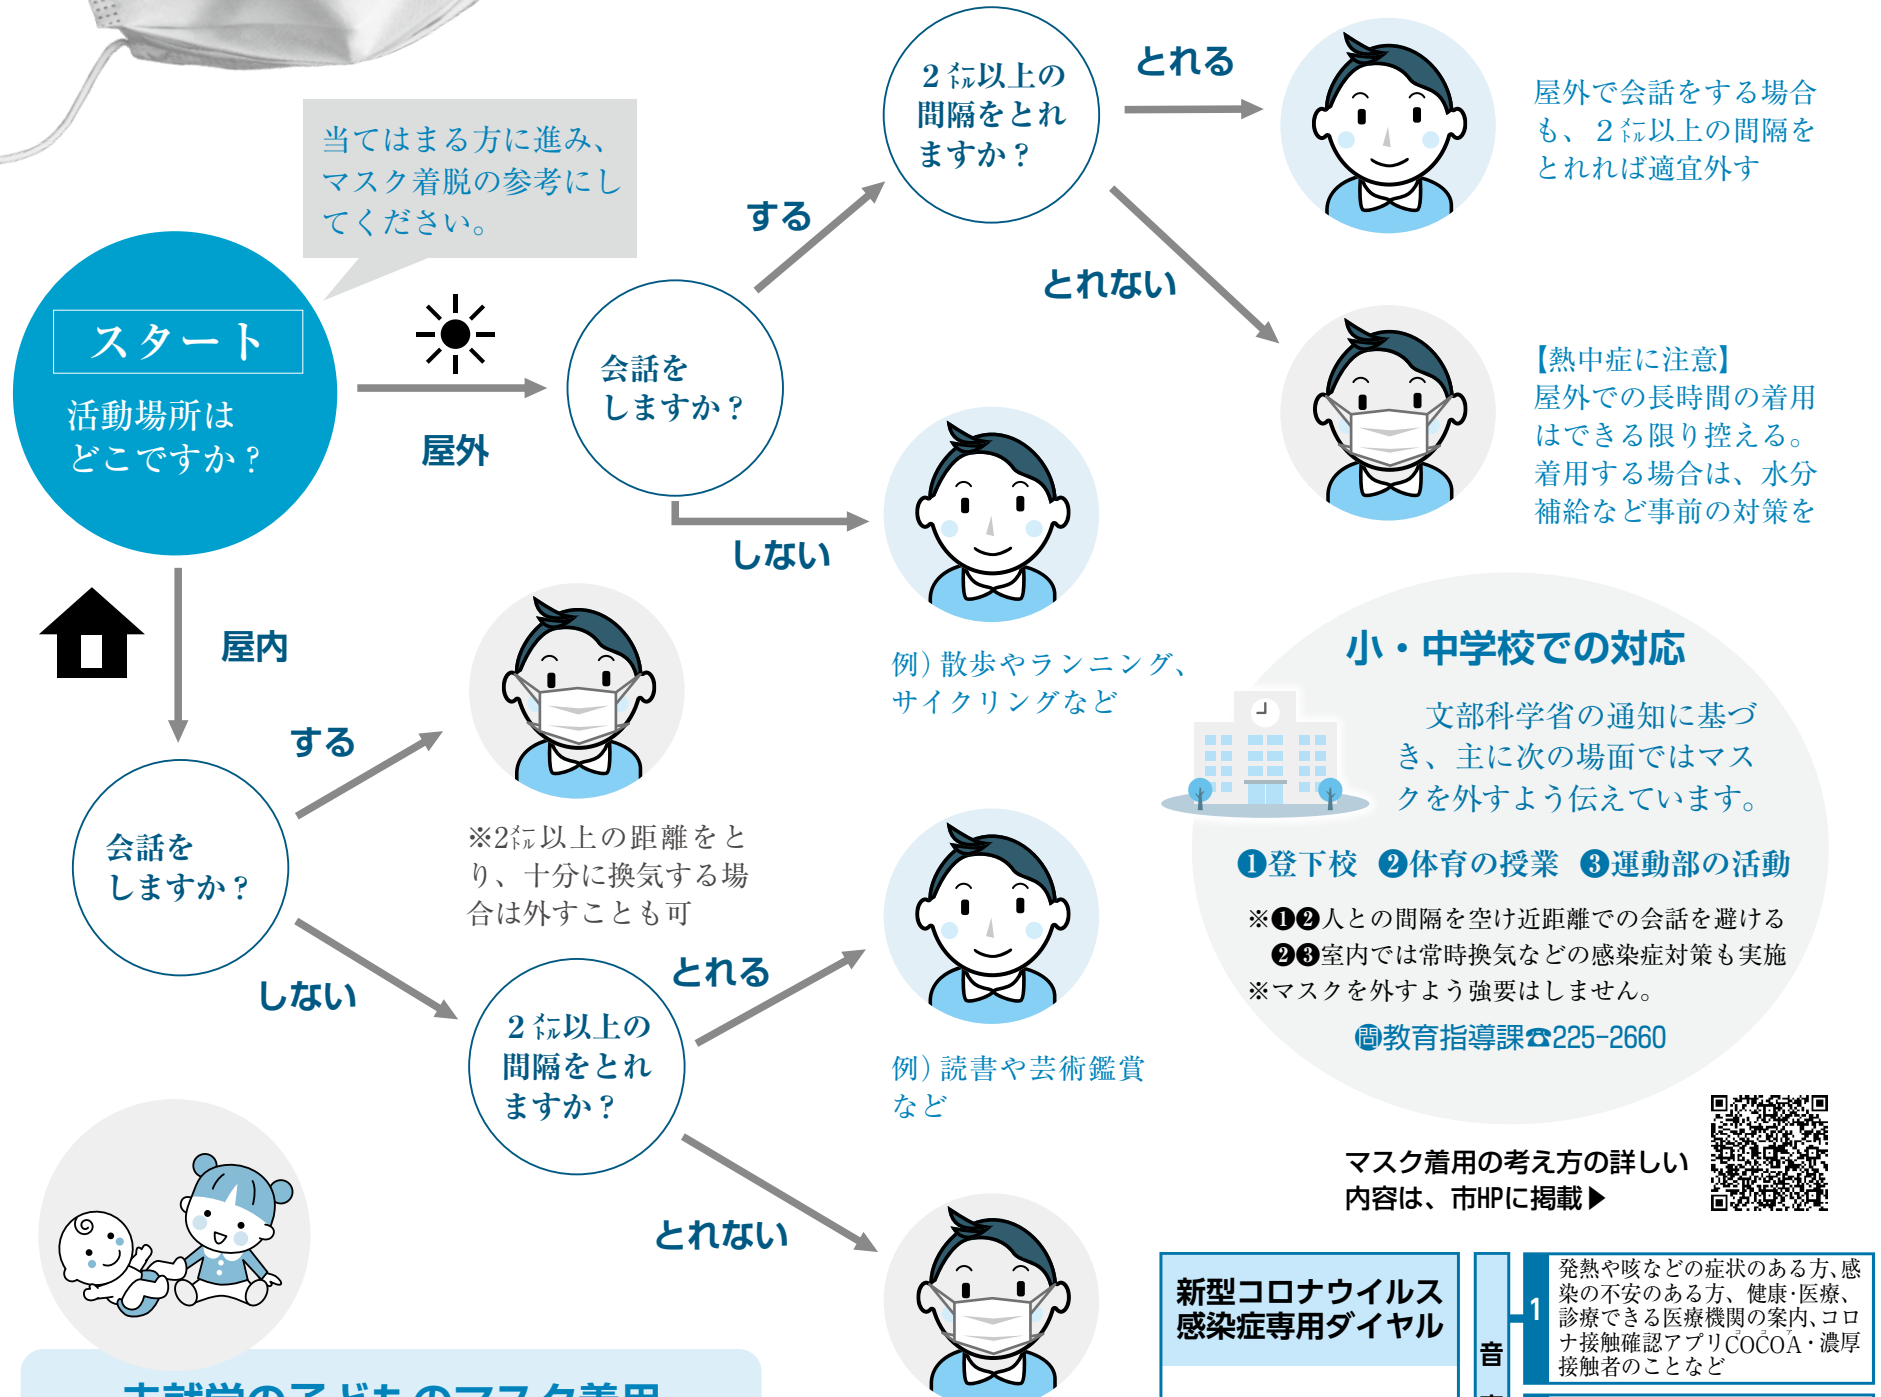 当てはまる方に進み、
マスク着脱の参考にし
てください。
スタート
活動場所は
どこですか？
屋外
会話を
しますか？
する
2㍍以上の
間隔をとれ
ますか？
とれる
屋外で会話をする場合
も、2㍍以上の間隔を
とれれば適宜外す
とれない
【熱中症に注意】
屋外での長時間の着用
はできる限り控える。
着用する場合は、水分
補給など事前の対策を
しない
例）散歩やランニング、
サイクリングなど
屋内
会話を
しますか？
する
※2㍍以上の距離をと
り、十分に換気する場
合は外すことも可
しない
2㍍以上の
間隔をとれ
ますか？
とれる
例）読書や芸術鑑賞
など
とれない
小・中学校での対応
文部科学省の通知に基づ
き、主に次の場面ではマス
クを外すよう伝えています。
❶登下校 ❷体育の授業 ❸運動部の活動
※❶❷人との間隔を空け近距離での会話を避ける
❷❸室内では常時換気などの感染症対策も実施
※マスクを外すよう強要はしません。
問教育指導課☎225-2660
マスク着用の考え方の詳しい
内容は、市HPに掲載▶
未就学の子どものマスク着用
新型コロナウイルス
感染症専用ダイヤル
音
1
発熱や咳などの症状のある方、感
染の不安のある方、健康・医療、
診療できる医療機関の案内、コロ
ナ接触確認アプリCOCOA・濃厚
接触者のことなど